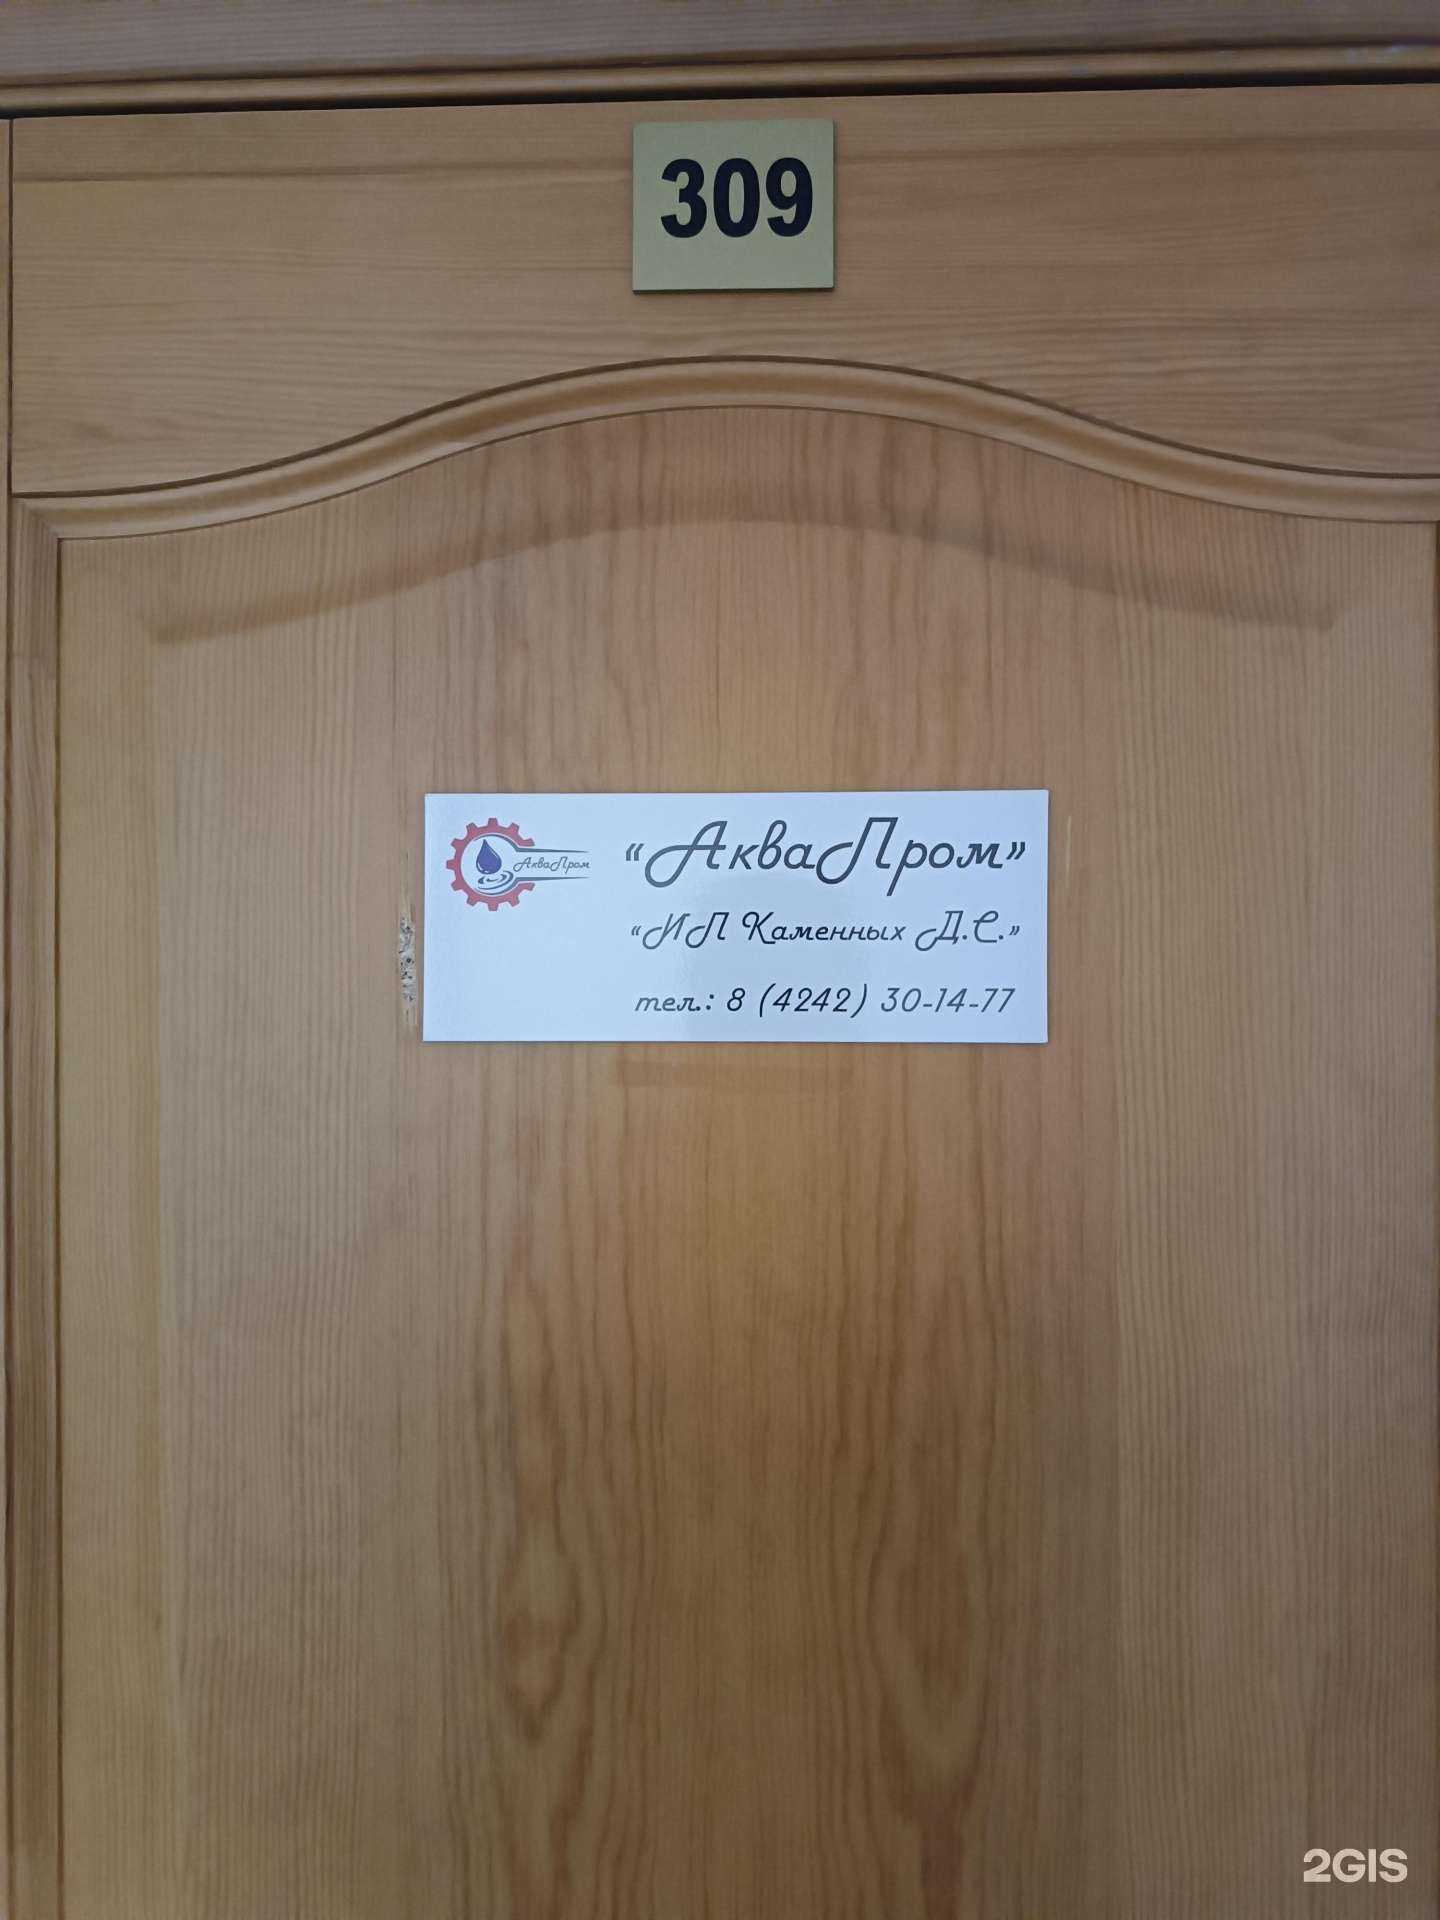 309
АкваПром
"АкваПром"
"ИП Каменных Д.С."
тел.: 8 (4242) 30-14-77
2GIS